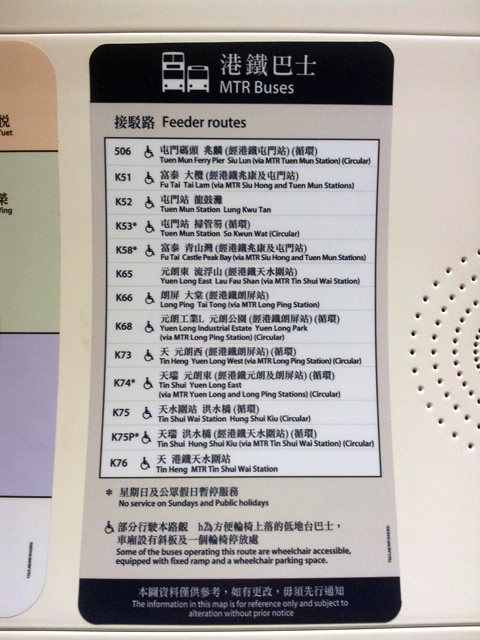 悦
Yuet
榮
Wing
港鐵巴士
MTR Buses
接駁路 Feeder routes
506 屯門碼頭 兆麟 (經港鐵屯門站) (循環)
Tuen Mun Ferry Pier Siu Lun (via MTR Tuen Mun Station) (Circular)
K51 富泰 大欖 (經港鐵兆康及屯門站)
Fu Tai Tai Lam (via MTR Siu Hong and Tuen Mun Stations)
K52 屯門站 龍鼓灘
Tuen Mun Station Lung Kwu Tan
K53* 屯門站 掃管笏 (循環)
Tuen Mun Station So Kwun Wat (Circular)
K58* 富泰 青山灣 (經港鐵兆康及屯門站)
Fu Tai Castle Peak Bay (via MTR Siu Hong and Tuen Mun Stations)
K65 元朗東 流浮山 (經港鐵天水圍站)
Yuen Long East Lau Fau Shan (via MTR Tin Shui Wai Station)
K66 朗屏 大棠 (經港鐵朗屏站)
Long Ping Tai Tong (via MTR Long Ping Station)
K68 元朗工業L 元朗公園 (經港鐵朗屏站) (循環)
Yuen Long Industrial Estate Yuen Long Park
(via MTR Long Ping Station) (Circular)
K73 天 元朗西 (經港鐵朗屏站) (循環)
Tin Heng Yuen Long West (via MTR Long Ping Station) (Circular)
K74* 天瑞 元朗東 (經港鐵元朗及朗屏站) (循環)
Tin Shui Yuen Long East
(via MTR Yuen Long and Long Ping Stations) (Circular)
K75 天水圍站 洪水橋 (循環)
Tin Shui Wai Station Hung Shui Kiu (Circular)
K75P* 天瑞 洪水橋 (經港鐵天水圍站) (循環)
Tin Shui Hung Shui Kiu (via MTR Tin Shui Wai Station) (Circular)
K76 天 港鐵天水圍站
Tin Heng MTR Tin Shui Wai Station
* 星期日及公眾假日暫停服務
No service on Sundays and Public holidays
部分行駛本路觀 h為方便輪椅上落的低地台巴士，
車廂設有斜板及一個輪椅停放處
Some of the buses operating this route are wheelchair accessible,
equipped with fixed ramp and a wheelchair parking space.
本圖資料僅供參考，如有更改，毋須先行通知
The information in this map is for reference only and subject to
alteration without prior notice